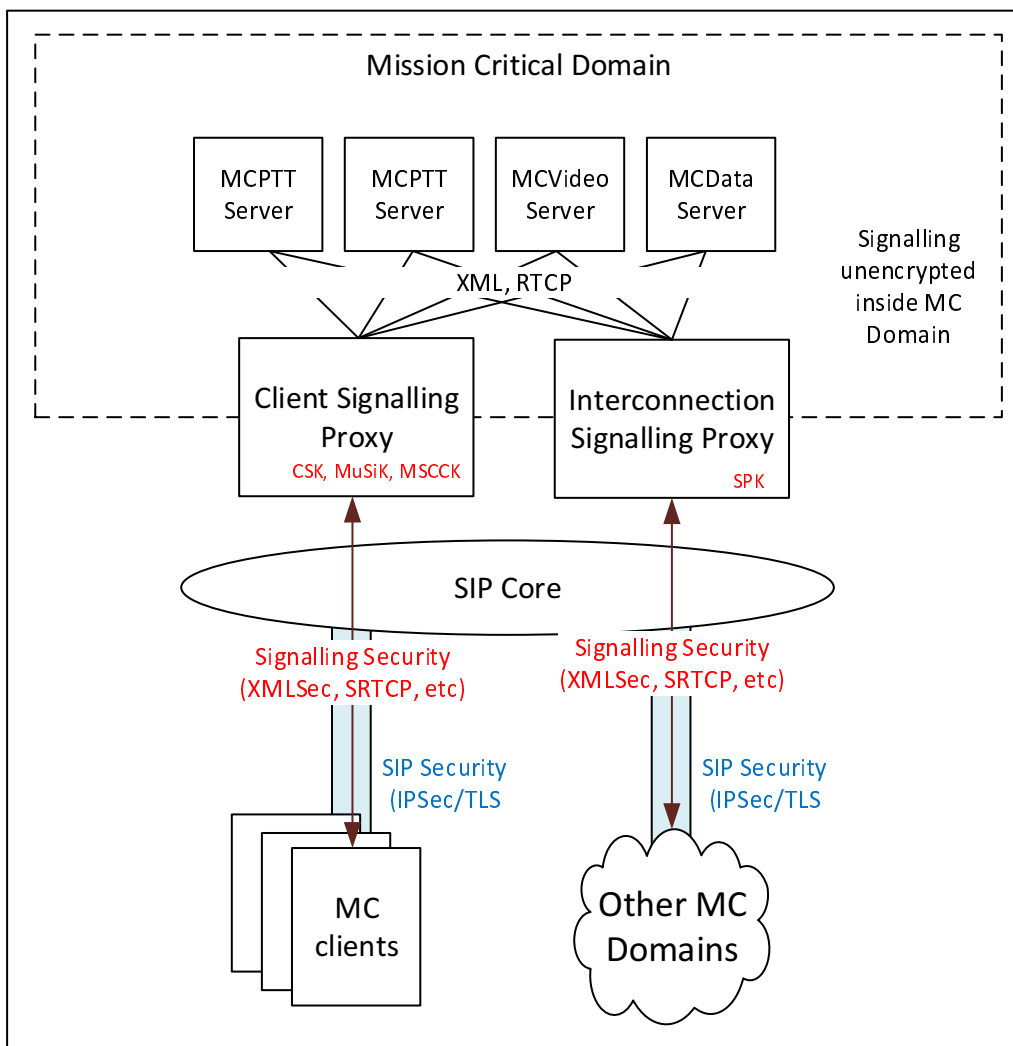 Mission Critical Domain
MCPTT
Server
MCPTT
Server
MCVideo
Server
MCData
Server
Signalling
unencrypted
inside MC
Domain
XML, RTCP
Client Signalling
Proxy
CSK, MuSiK, MSCCK
Interconnection
Signalling Proxy
SPK
SIP Core
Signalling Security
(XMLSec, SRTCP, etc)
Signalling Security
(XMLSec, SRTCP, etc)
SIP Security
(IPSec/TLS
SIP Security
(IPSec/TLS
MC
clients
Other MC
Domains